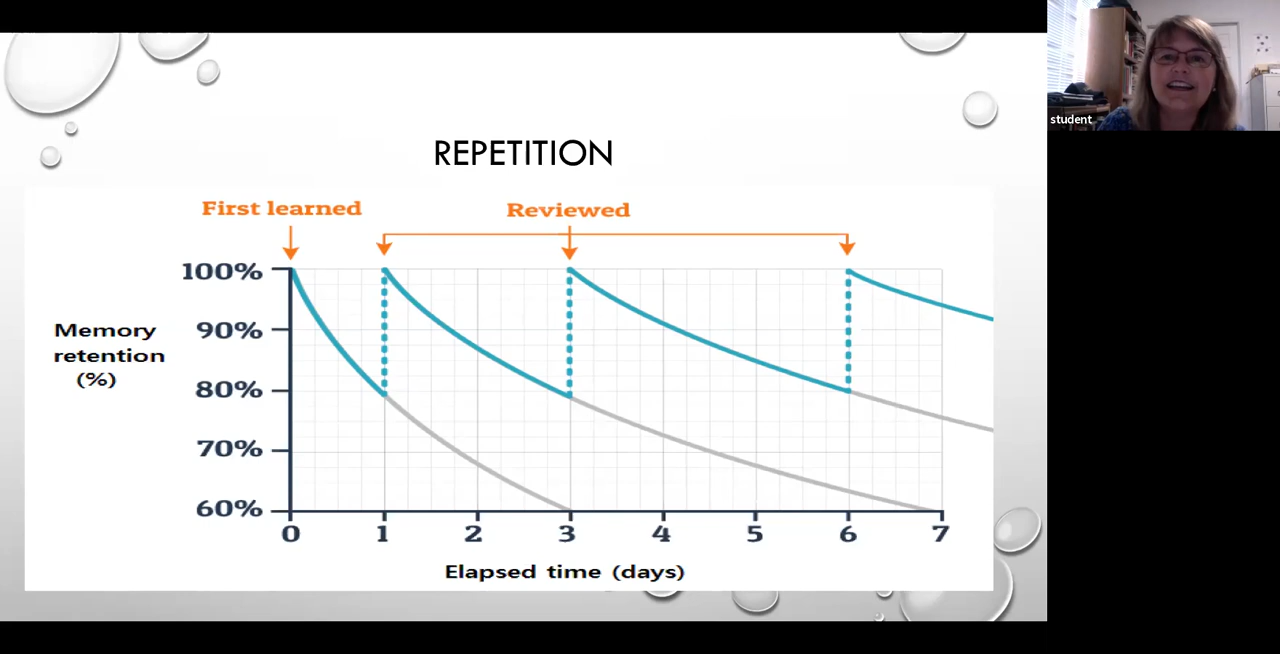 student
REPETITION
First learned
Reviewed
100%
90%
80%
70%
60%
Memory
retention
(%)
0 1 2 3 4 5 6 7
Elapsed time (days)